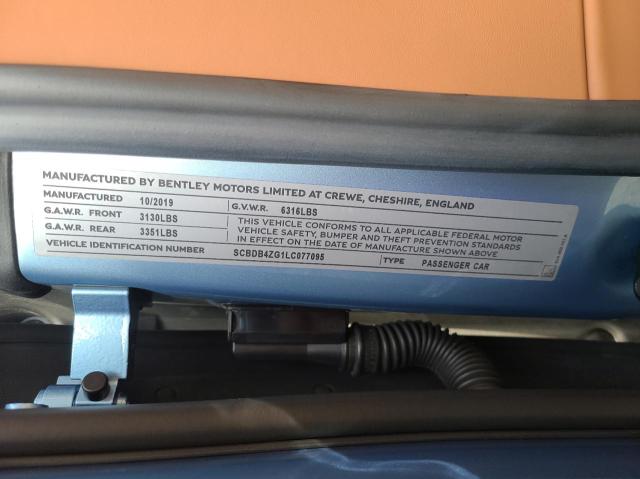 MANUFACTURED BY BENTLEY MOTORS LIMITED AT CREWE, CHESHIRE, ENGLAND
MANUFACTURED 10/2019 G.V.W.R. 6316LBS
G.A.W.R. FRONT 3130LBS
G.A.W.R. REAR 3351LBS
THIS VEHICLE CONFORMS TO ALL APPLICABLE FEDERAL MOTOR
VEHICLE SAFETY, BUMPER AND THEFT PREVENTION STANDARDS
IN EFFECT ON THE DATE OF MANUFACTURE SHOWN ABOVE
VEHICLE IDENTIFICATION NUMBER SCBDB4ZG1LC077095 TYPE PASSENGER CAR